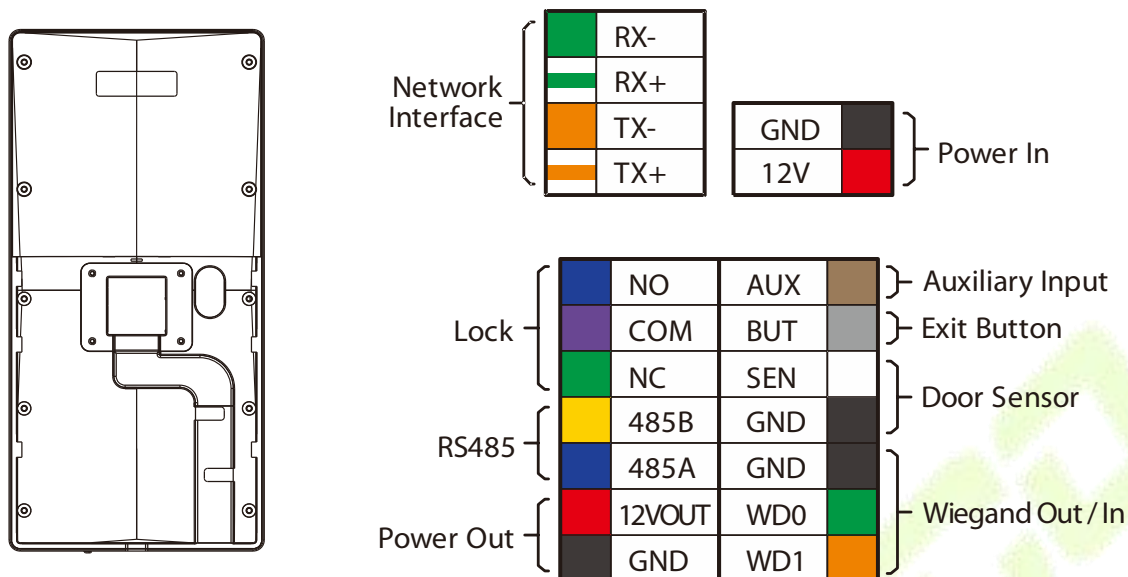 Network
Interface
RX-
RX+
TX-
TX+
GND
12V
Power In
Lock
RS485
Power Out
NO AUX
COM BUT
NC SEN
485B GND
485A GND
12VOUT WD0
GND WD1
Auxiliary Input
Exit Button
Door Sensor
Wiegand Out / In